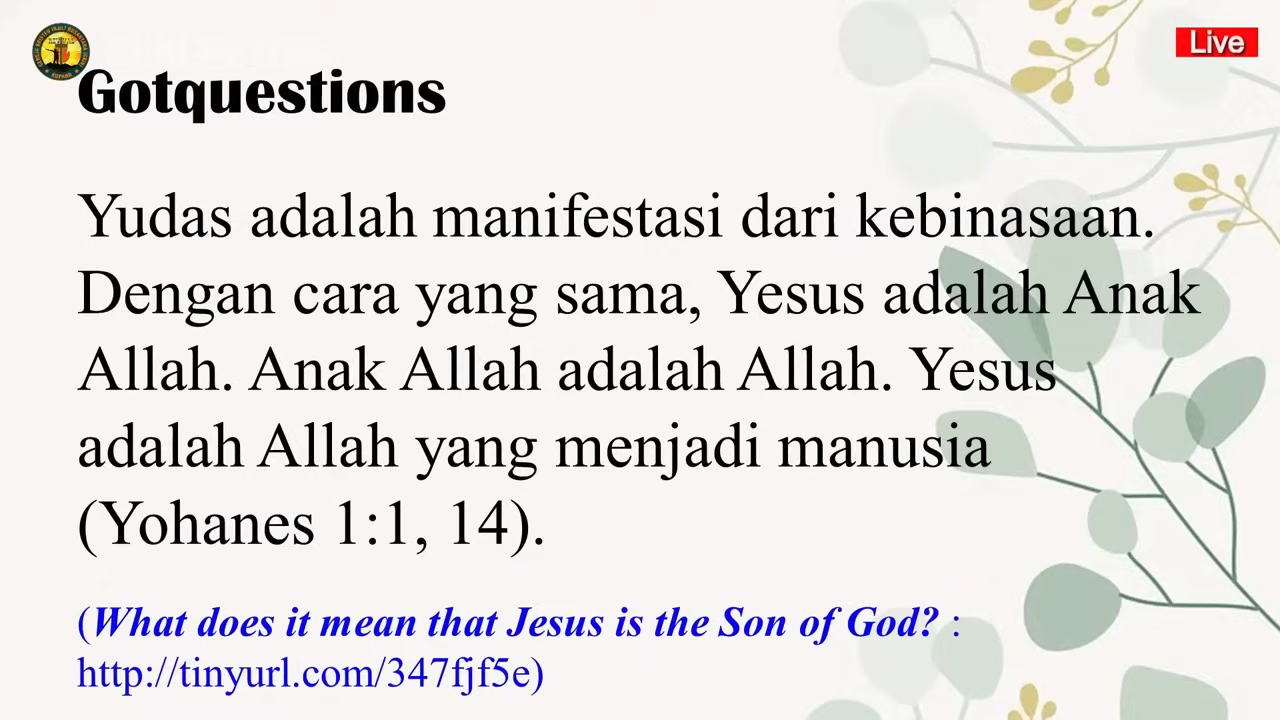 Live
Gotquestions
Yudas adalah manifestasi dari kebinasaan.
Dengan cara yang sama, Yesus adalah Anak
Allah. Anak Allah adalah Allah. Yesus
adalah Allah yang menjadi manusia
(Yohanes 1:1, 14).
(What does it mean that Jesus is the Son of God? :
http://tinyurl.com/347fjf5e)